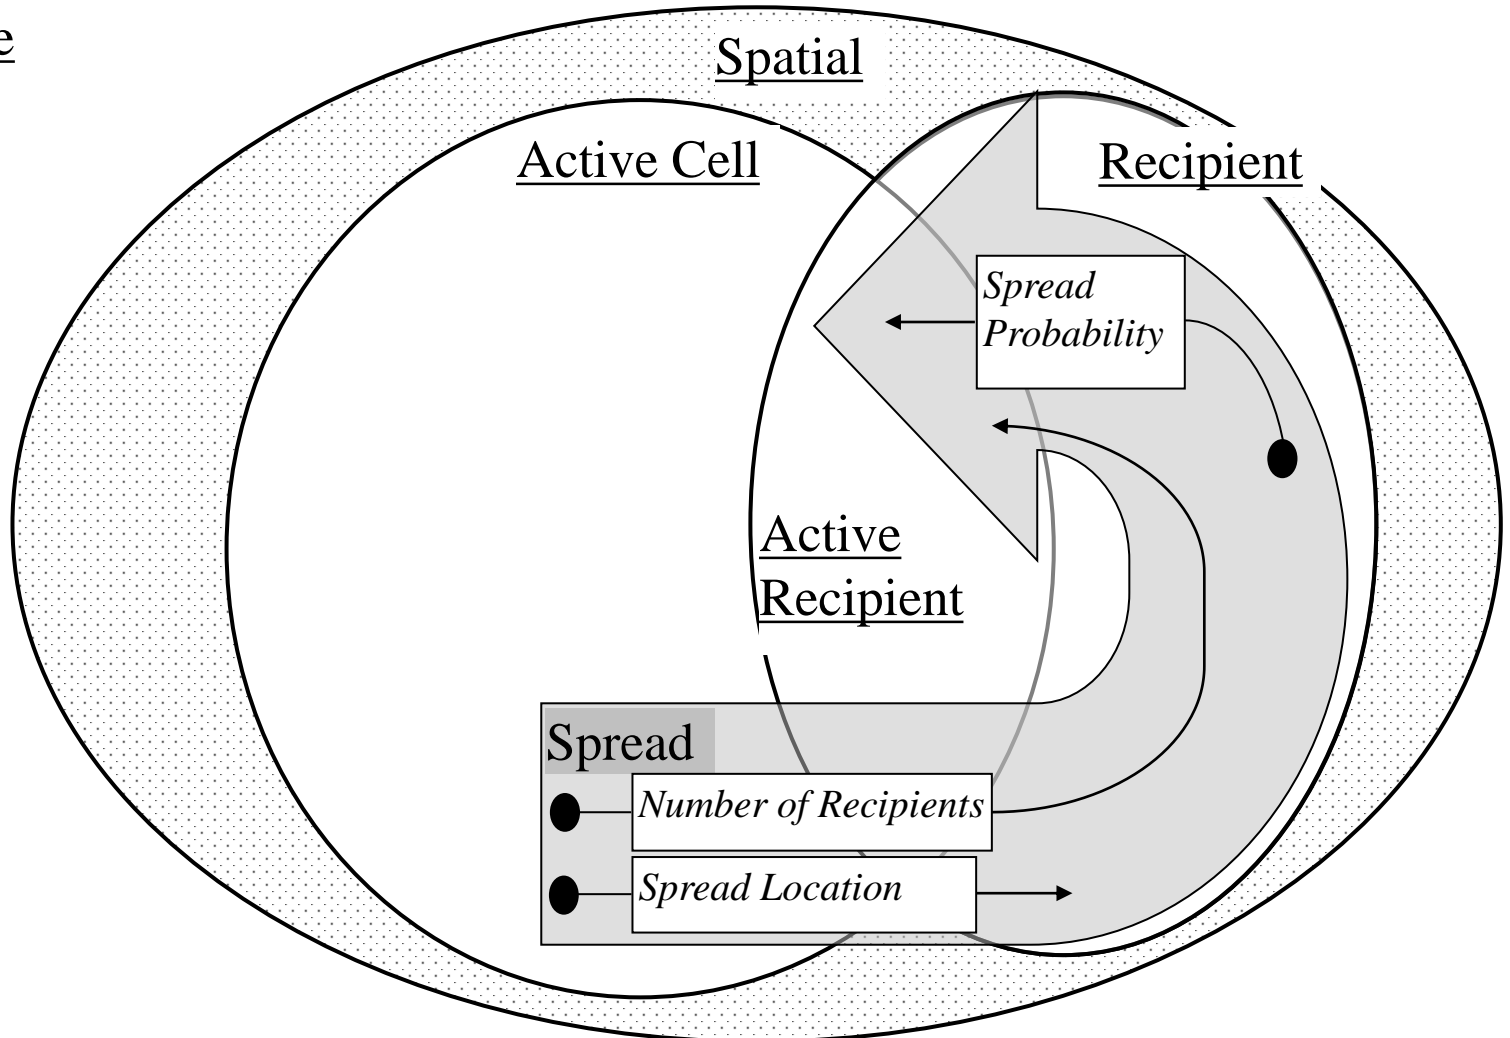 e
Spatial
Active Cell
Recipient
Spread
Probability
Active
Recipient
Spread
Number of Recipients
Spread Location